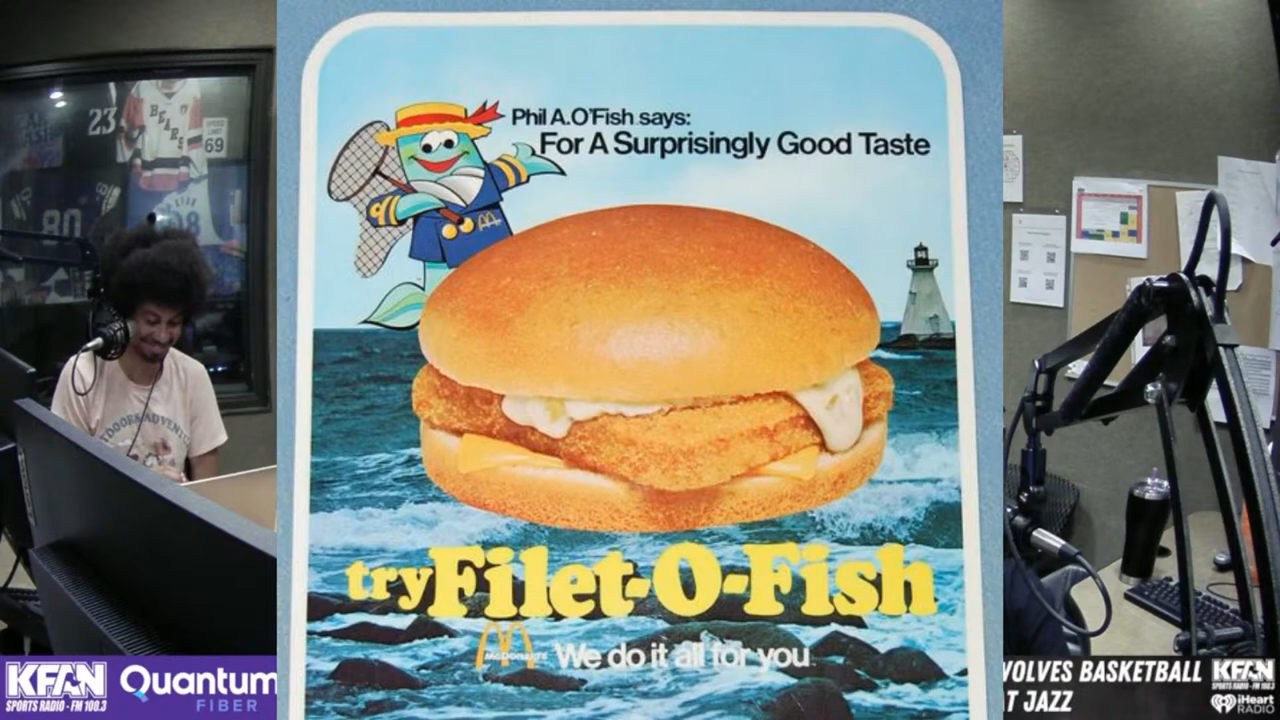 23
BEARS
69
80
98
Phil A.O'Fish says:
For A Surprisingly Good Taste
try Filet-O-Fish
McDonald's
We do it all for you
KFAN
SPORTS RADIO - FM 100.3
Quantum
FIBER
VOLVES BASKETBALL
T JAZZ
KFAN
SPORTS RADIO - FM 100.3
iHeart
RADIO